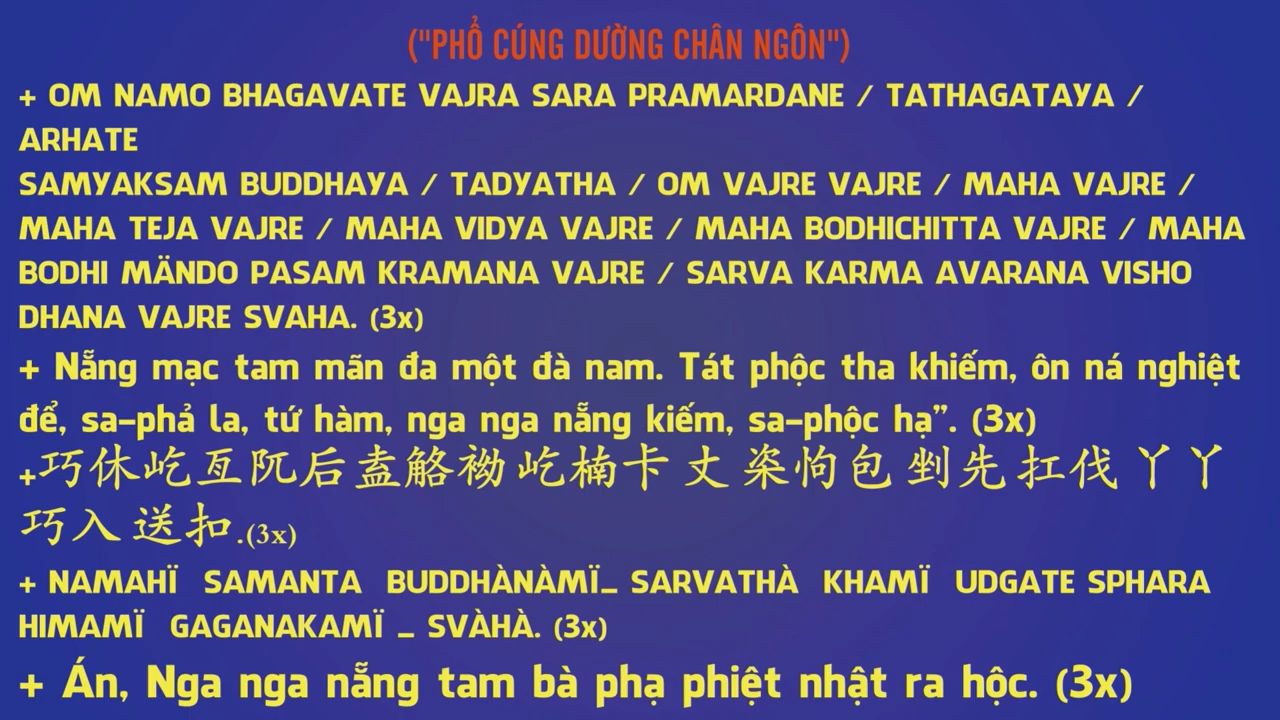 ("PHỔ CÚNG DƯỜNG CHÂN NGÔN")
+ OM NAMO BHAGAVATE VAJRA SARA PRAMARDANE / TATHAGATAYA /
ARHATE
SAMYAKSAM BUDDHAYA / TADYATHA / OM VAJRE VAJRE / MAHA VAJRE /
MAHA TEJA VAJRE / MAHA VIDYA VAJRE / MAHA BODHICHITTA VAJRE / MAHA
BODHI MÄNDO PASAM KRAMANA VAJRE / SARVA KARMA AVARANA VISHO
DHANA VAJRE SVAHA. (3x)
+ Nẵng mạc tam mãn đa một đà nam. Tát phộc tha khiếm, ôn ná nghiệt
để, sa-phả la, tứ hàm, nga nga nẵng kiếm, sa-phộc hạ”. (3x)
+巧休屹亙阢后盍觡袎屹楠卡丈染怐包剉先扛伐丫丫
巧入送扣.(3x)
+ NAMAHÏ SAMANTA BUDDHÀNÀMÏ_ SARVATHÀ KHAMÏ UDGATE SPHARA
HIMAMÏ GAGANAKAMÏ _ SVÀHÀ. (3x)
+ Án, Nga nga nẵng tam bà phạ phiệt nhật ra hộc. (3x)